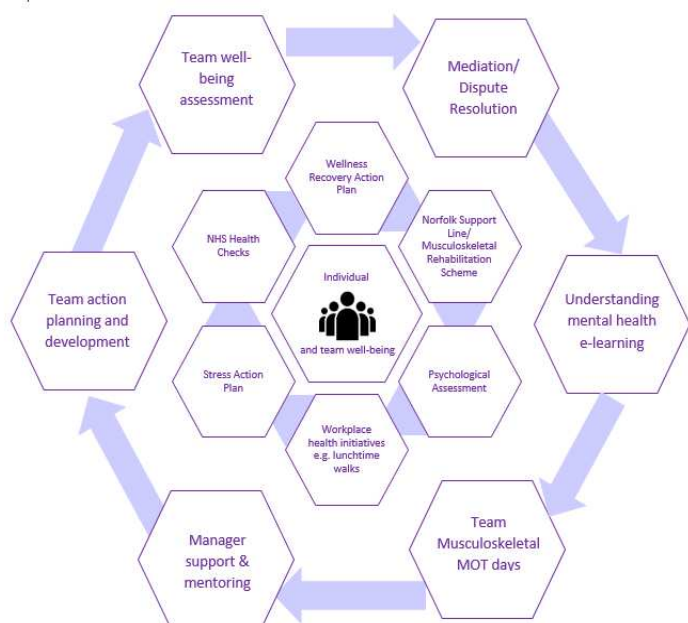 Team well-
being
assessment
Mediation/
Dispute
Resolution
Wellness
Recovery Action
Plan
NHS Health
Checks
Norfolk Support
Line/
Musculoskeletal
Rehabilitation
Scheme
Individual
and team well-being
Team action
planning and
development
Understanding
mental health
e-learning
Stress Action
Plan
Psychological
Assessment
Workplace
health initiatives
e.g. lunchtime
walks
Manager
support &
mentoring
Team
Musculoskeletal
MOT days